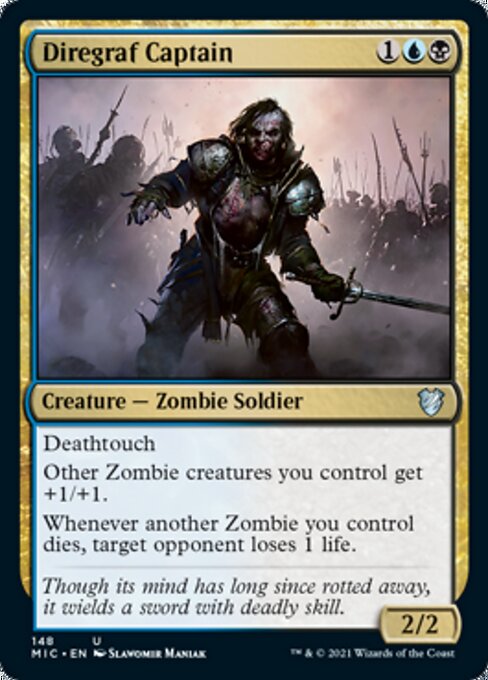 Diregraf Captain 1
Creature — Zombie Soldier
Deathtouch
Other Zombie creatures you control get
+1/+1.
Whenever another Zombie you control
dies, target opponent loses 1 life.
Though its mind has long since rotted away,
it wields a sword with deadly skill.
2/2
148 U
MIC • EN Slawomir Maniak ™ & © 2021 Wizards of the Coast